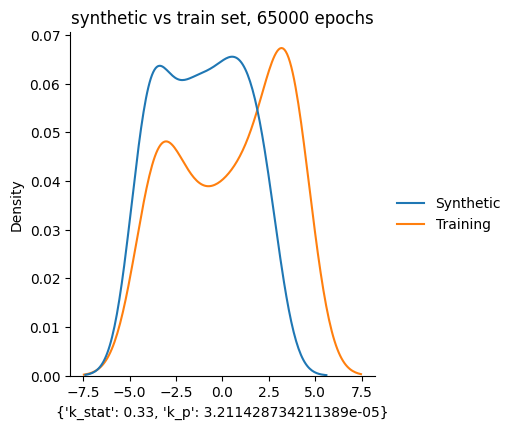 synthetic vs train set, 65000 epochs
0.07
0.06
0.05
0.04
0.03
0.02
0.01
0.00
Density
−7.5 −5.0 −2.5 0.0 2.5 5.0 7.5
{'k_stat': 0.33, 'k_p': 3.211428734211389e-05}
Synthetic
Training